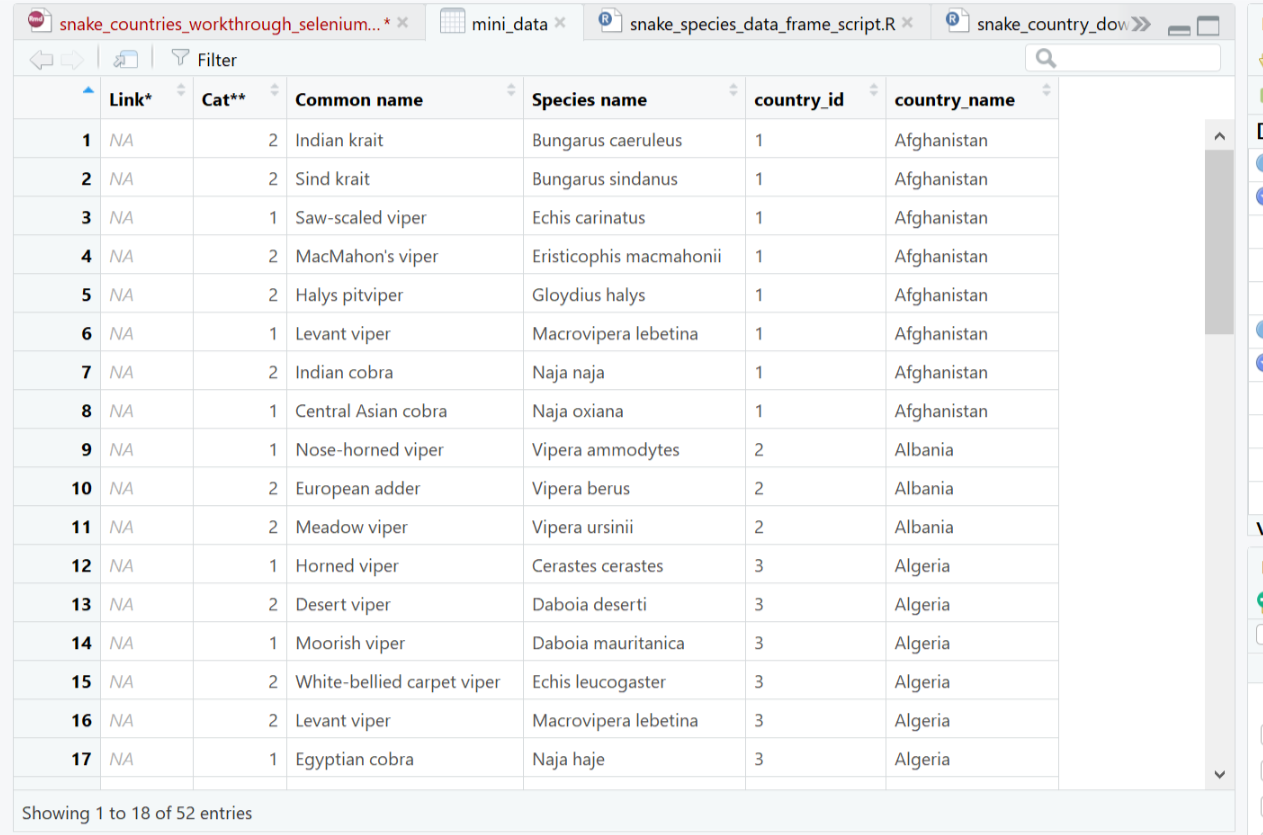 snake_countries_workthrough_selenium...* mini_data snake_species_data_frame_script.R snake_country_dow
Filter
Link* Cat** Common name Species name country_id country_name
1 NA 2 Indian krait Bungarus caeruleus 1 Afghanistan
2 NA 2 Sind krait Bungarus sindanus 1 Afghanistan
3 NA 1 Saw-scaled viper Echis carinatus 1 Afghanistan
4 NA 2 MacMahon's viper Eristicophis macmahonii 1 Afghanistan
5 NA 2 Halys pitviper Gloydius halys 1 Afghanistan
6 NA 1 Levant viper Macrovipera lebetina 1 Afghanistan
7 NA 2 Indian cobra Naja naja 1 Afghanistan
8 NA 1 Central Asian cobra Naja oxiana 1 Afghanistan
9 NA 1 Nose-horned viper Vipera ammodytes 2 Albania
10 NA 2 European adder Vipera berus 2 Albania
11 NA 2 Meadow viper Vipera ursinii 2 Albania
12 NA 1 Horned viper Cerastes cerastes 3 Algeria
13 NA 2 Desert viper Daboia deserti 3 Algeria
14 NA 1 Moorish viper Daboia mauritanica 3 Algeria
15 NA 2 White-bellied carpet viper Echis leucogaster 3 Algeria
16 NA 2 Levant viper Macrovipera lebetina 3 Algeria
17 NA 1 Egyptian cobra Naja haje 3 Algeria
Showing 1 to 18 of 52 entries